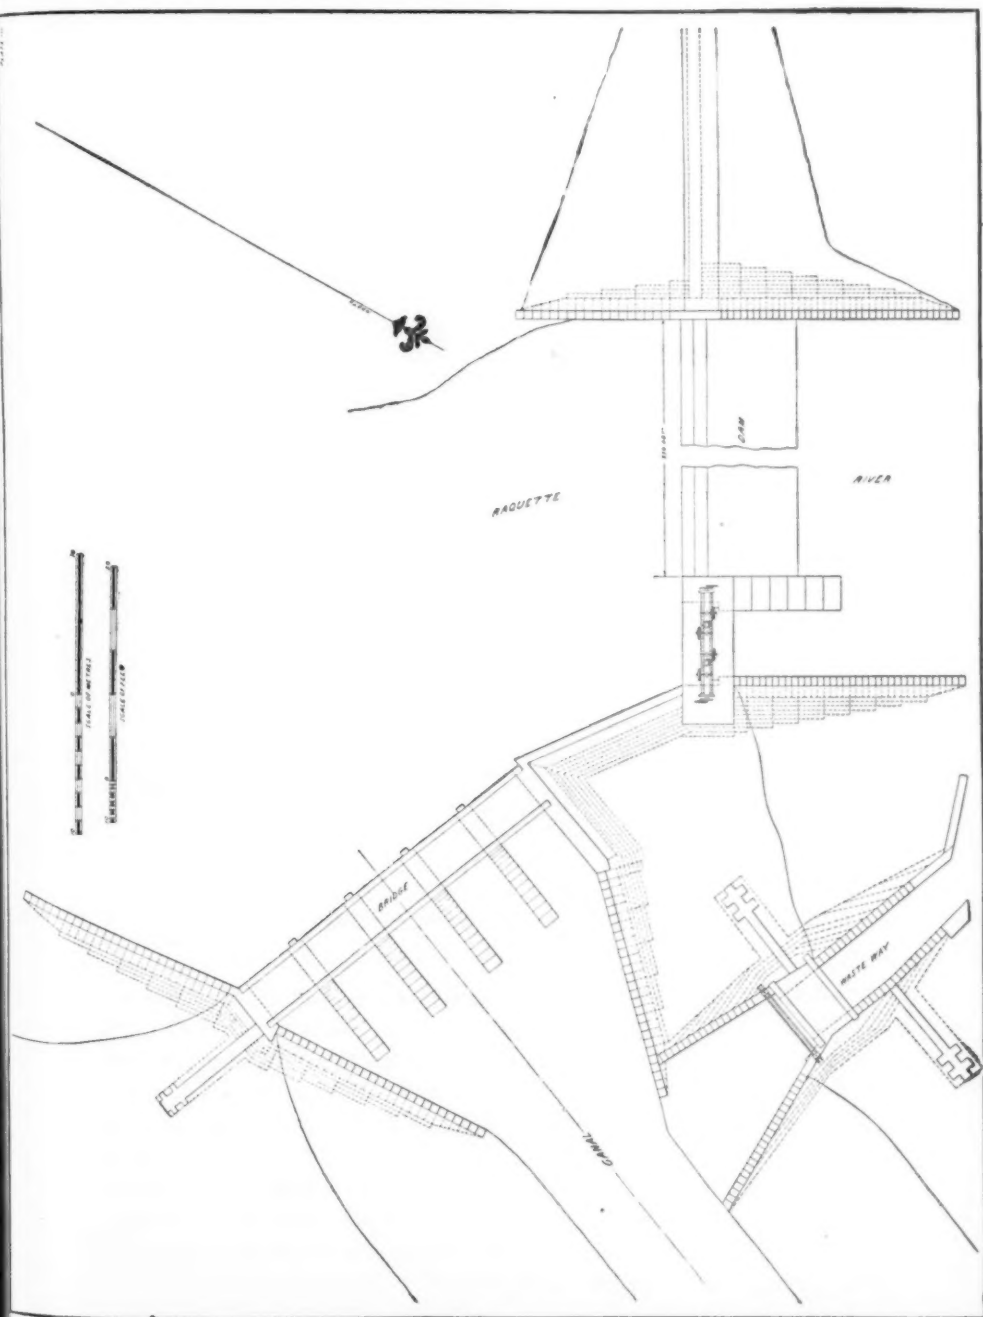 RAQUETTE
RIVER
DAM
SCALE OF METRES
SCALE OF FEET
BRIDGE
WASTE WAY
CANAL